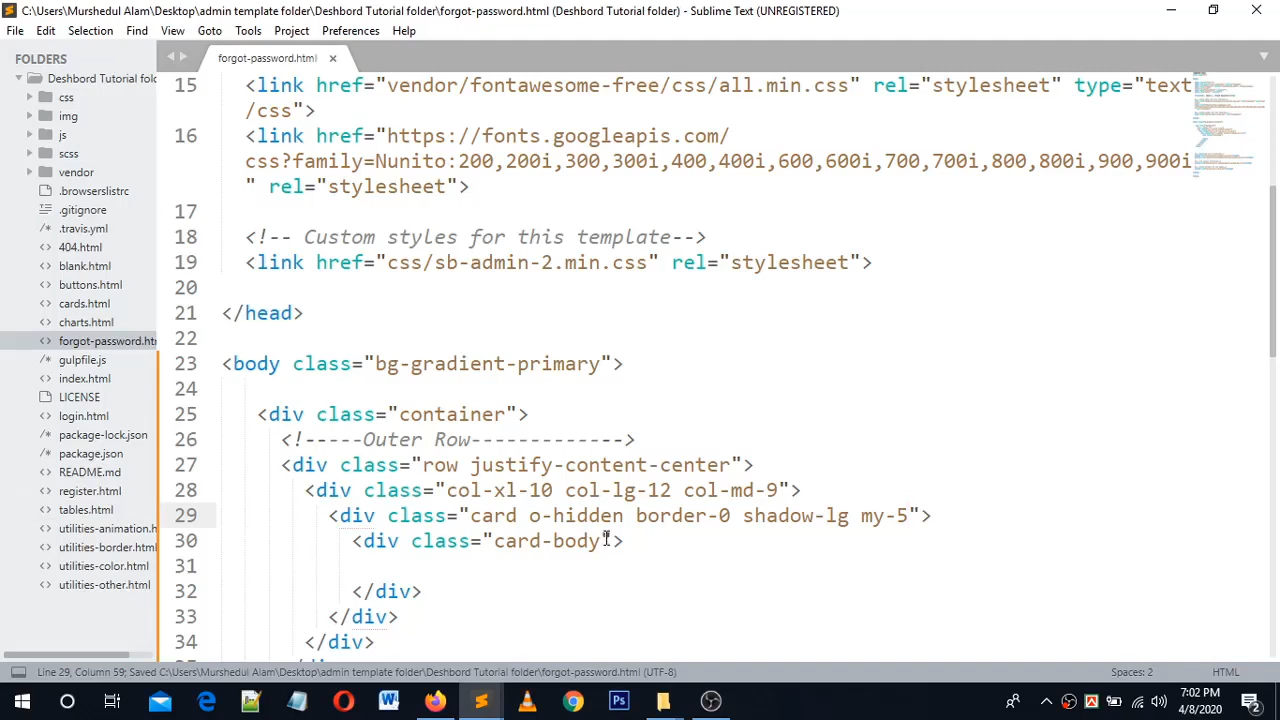 C:\Users\Murshedul Alam\Desktop\admin template folder\Deshbord Tutorial folder\forgot-password.html (Deshbord Tutorial folder) - Sublime Text (UNREGISTERED)
File Edit Selection Find View Goto Tools Project Preferences Help
FOLDERS
Deshbord Tutorial fold
css
img
js
scss
vendor
.browserslistrc
.gitignore
.travis.yml
404.html
blank.html
buttons.html
cards.html
charts.html
forgot-password.htm
gulpfile.js
index.html
LICENSE
login.html
package-lock.json
package.json
README.md
register.html
tables.html
utilities-animation.h
utilities-border.html
utilities-color.html
utilities-other.html
forgot-password.html
15 <link href="vendor/fontawesome-free/css/all.min.css" rel="stylesheet" type="text
/css">
16 <link href="https://fonts.googleapis.com/
css?family=Nunito:200,200i,300,300i,400,400i,600,600i,700,700i,800,800i,900,900i
" rel="stylesheet">
17
18 <!-- Custom styles for this template-->
19 <link href="css/sb-admin-2.min.css" rel="stylesheet">
20
21 </head>
22
23 <body class="bg-gradient-primary">
24
25 <div class="container">
26 <!-----Outer Row------------->
27 <div class="row justify-content-center">
28 <div class="col-xl-10 col-lg-12 col-md-9">
29 <div class="card o-hidden border-0 shadow-lg my-5">
30 <div class="card-body">
31
32 </div>
33 </div>
34 </div>
Line 29, Column 59; Saved C:\Users\Murshedul Alam\Desktop\admin template folder\Deshbord Tutorial folder\forgot-password.html (UTF-8)
Spaces: 2
HTML
7:02 PM
4/8/2020
2